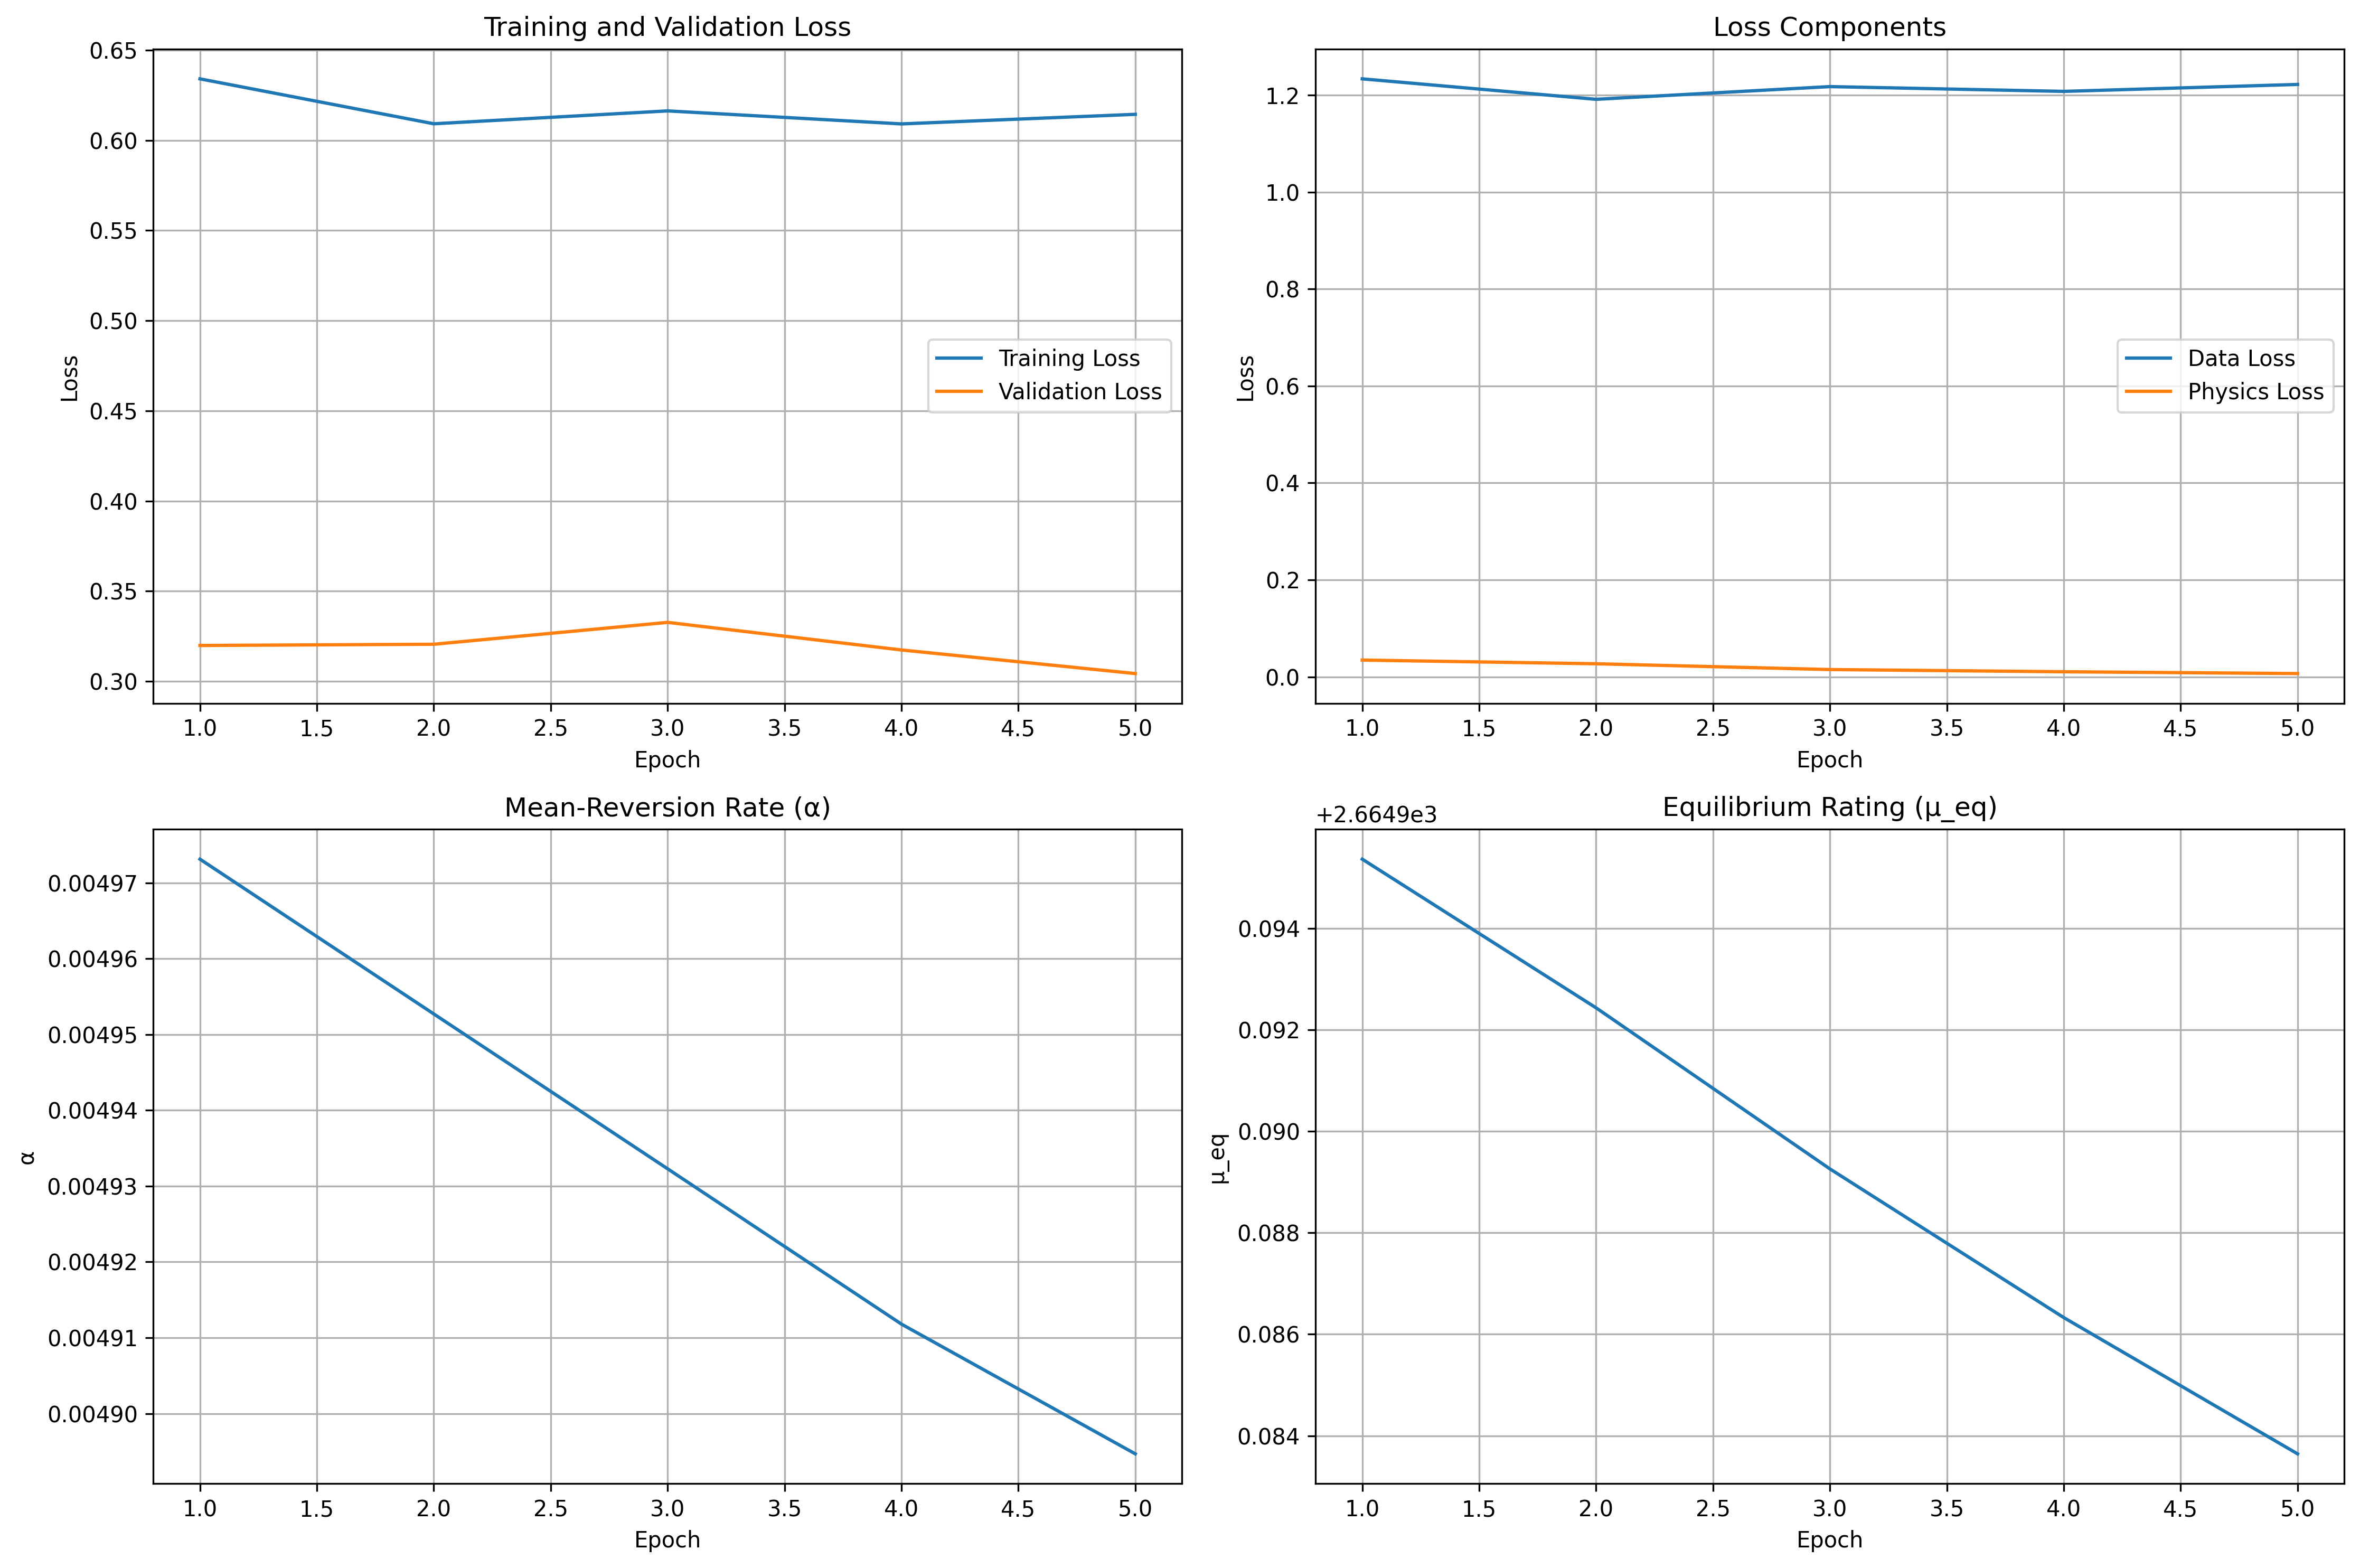 Training and Validation Loss
0.65
0.60
0.55
0.50
0.45
0.40
0.35
0.30
Loss
Training Loss
Validation Loss
1.0 1.5 2.0 2.5 3.0 3.5 4.0 4.5 5.0
Epoch
Loss Components
1.2
1.0
0.8
0.6
0.4
0.2
0.0
Loss
Data Loss
Physics Loss
1.0 1.5 2.0 2.5 3.0 3.5 4.0 4.5 5.0
Epoch
Mean-Reversion Rate (α)
0.00497
0.00496
0.00495
0.00494
0.00493
0.00492
0.00491
0.00490
α
1.0 1.5 2.0 2.5 3.0 3.5 4.0 4.5 5.0
Epoch
Equilibrium Rating (μ_eq)
+2.6649e3
0.094
0.092
0.090
0.088
0.086
0.084
μ_eq
1.0 1.5 2.0 2.5 3.0 3.5 4.0 4.5 5.0
Epoch